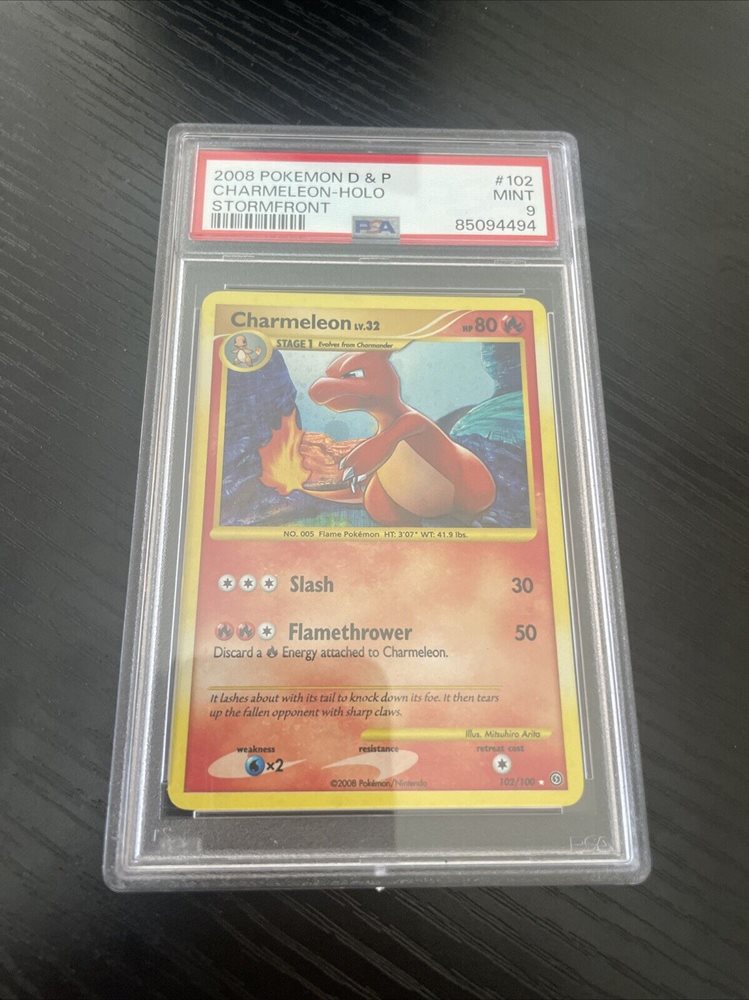 2008 POKEMON D & P #102
CHARMELEON-HOLO MINT
STORMFRONT 9
PSA 85094494
Charmeleon LV.32 HP 80
STAGE 1 Evolves from Charmander
NO. 005 Flame Pokémon HT: 3'07" WT: 41.9 lbs.
Slash 30
Flamethrower 50
Discard a Energy attached to Charmeleon.
It lashes about with its tail to knock down its foe. It then tears
up the fallen opponent with sharp claws.
Illus. Mitsuhiro Arita
weakness resistance retreat cost
×2
©2008 Pokémon/Nintendo 102/100